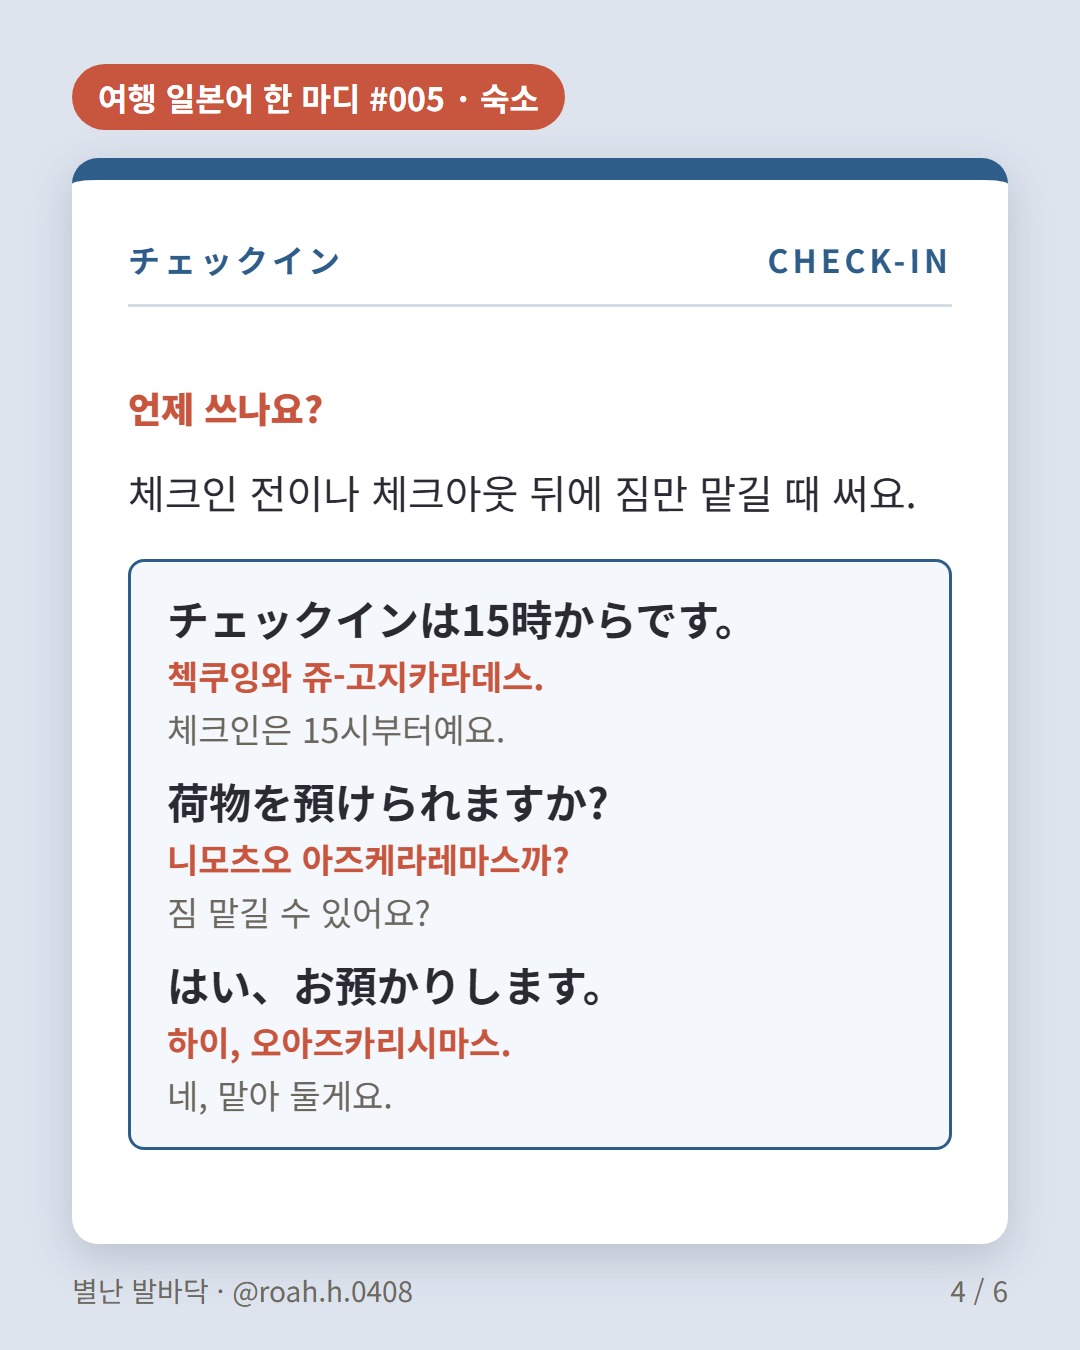 여행 일본어 한 마디 #005 · 숙소
チェックイン
CHECK-IN
언제 쓰나요?
체크인 전이나 체크아웃 뒤에 짐만 맡길 때 써요.
チェックインは15時からです。
첵쿠잉와 쥬-고지카라데스.
체크인은 15시부터예요.
荷物を預けられますか?
니모츠오 아즈케라레마스까?
짐 맡길 수 있어요?
はい、お預かりします。
하이, 오아즈카리시마스.
네, 맡아 둘게요.
별난 발바닥 · @roah.h.0408
4 / 6